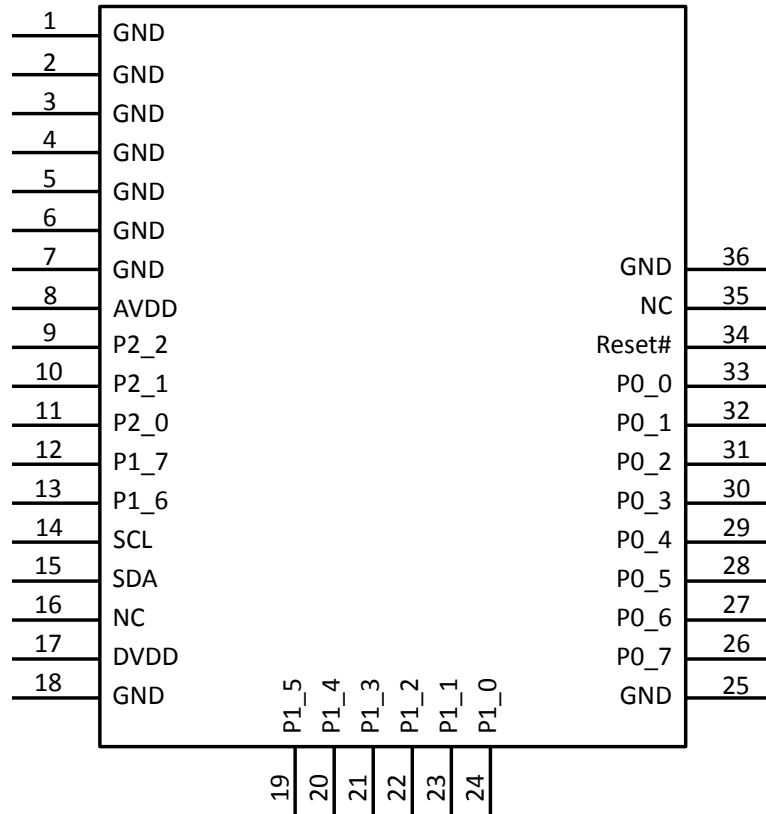 1 GND
2 GND
3 GND
4 GND
5 GND
6 GND
7 GND
8 AVDD
9 P2_2
10 P2_1
11 P2_0
12 P1_7
13 P1_6
14 SCL
15 SDA
16 NC
17 DVDD
18 GND
P1_5 19
P1_4 20
P1_3 21
P1_2 22
P1_1 23
P1_0 24
GND 36
NC 35
Reset# 34
P0_0 33
P0_1 32
P0_2 31
P0_3 30
P0_4 29
P0_5 28
P0_6 27
P0_7 26
GND 25